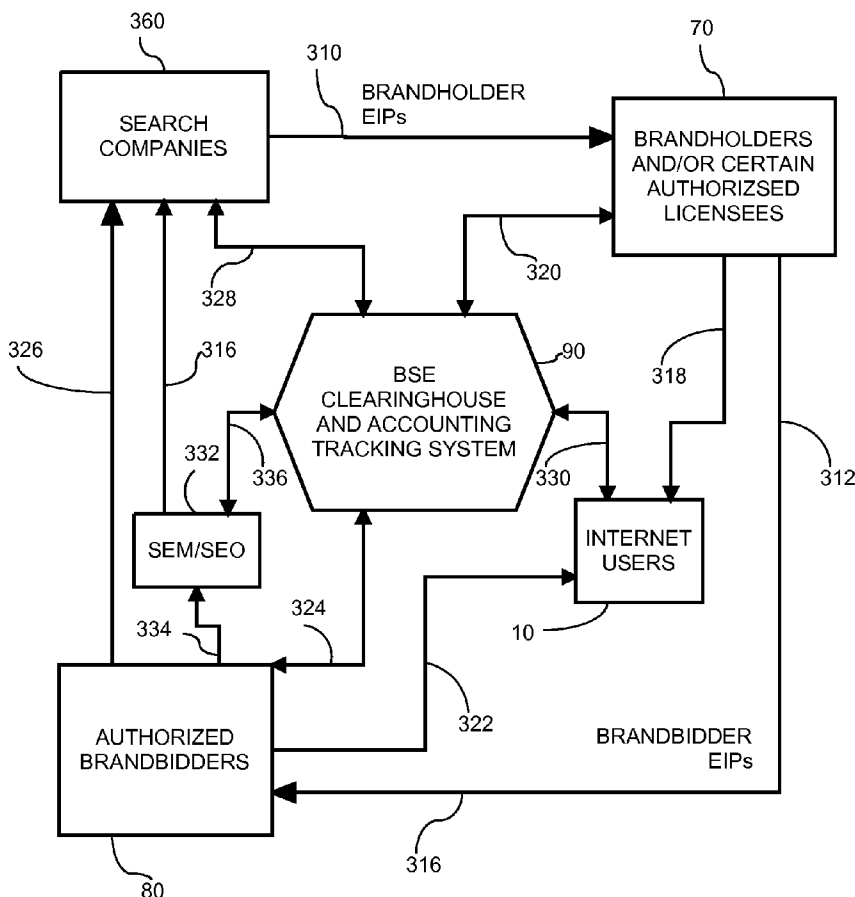 360
310
70
BRANDHOLDER
EIPs
SEARCH
COMPANIES
BRANDHOLDERS
AND/OR CERTAIN
AUTHORIZSED
LICENSEES
320
328
326
316
90
318
BSE
CLEARINGHOUSE
AND ACCOUNTING
TRACKING SYSTEM
332
336
330
312
SEM/SEO
INTERNET
USERS
334
324
10
322
AUTHORIZED
BRANDBIDDERS
BRANDBIDDER
EIPs
316
80